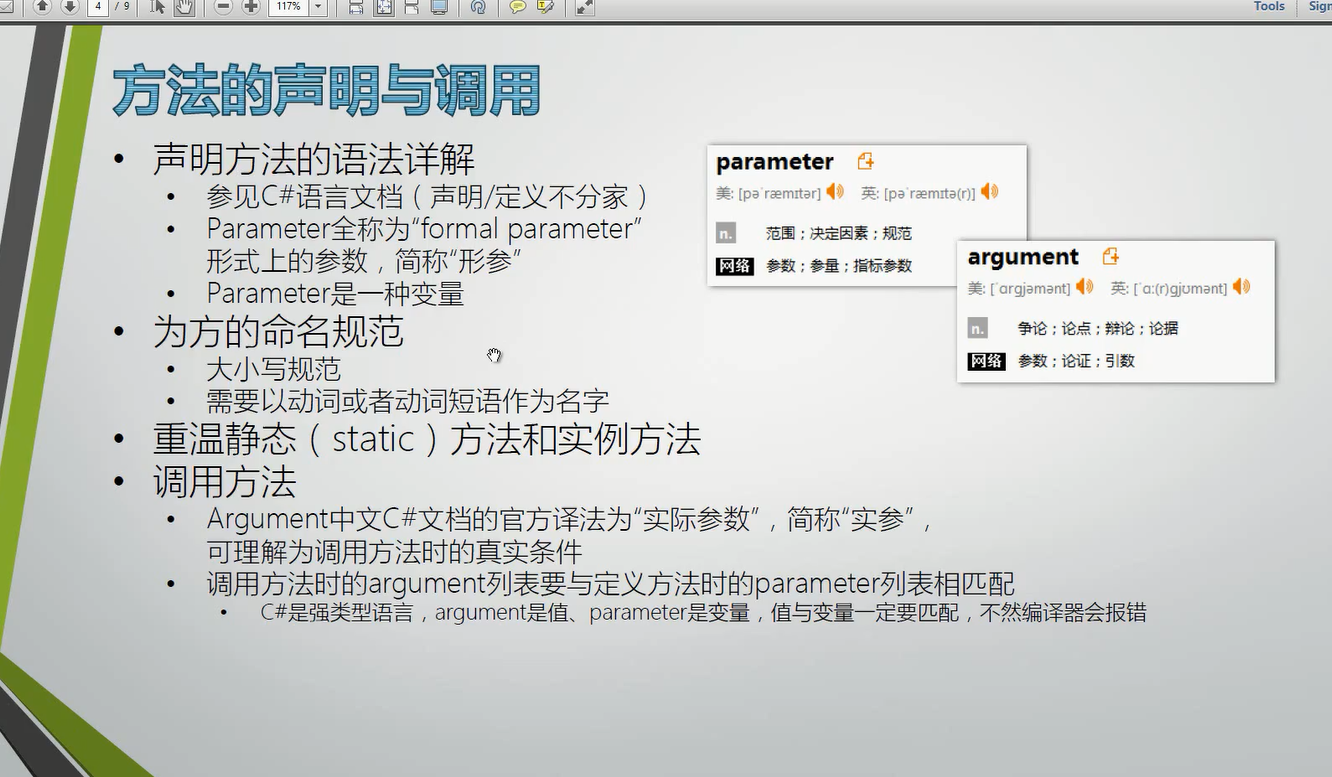 4 / 9
117%
Tools
Sign
方法的声明与调用
• 声明方法的语法详解
• 参见C#语言文档（声明/定义不分家）
• Parameter全称为“formal parameter”
形式上的参数，简称“形参”
• Parameter是一种变量
• 为方的命名规范
• 大小写规范
• 需要以动词或者动词短语作为名字
• 重温静态（static）方法和实例方法
• 调用方法
• Argument中文C#文档的官方译法为“实际参数”，简称“实参”，
可理解为调用方法时的真实条件
• 调用方法时的argument列表要与定义方法时的parameter列表相匹配
• C#是强类型语言，argument是值、parameter是变量，值与变量一定要匹配，不然编译器会报错
parameter
美: [pəˈræmɪtər] 英: [pəˈræmɪtə(r)]
n. 范围；决定因素；规范
网络 参数；参量；指标参数
argument
美: [ˈɑrɡjəmənt] 英: [ˈɑː(r)ɡjʊmənt]
n. 争论；论点；辩论；论据
网络 参数；论证；引数